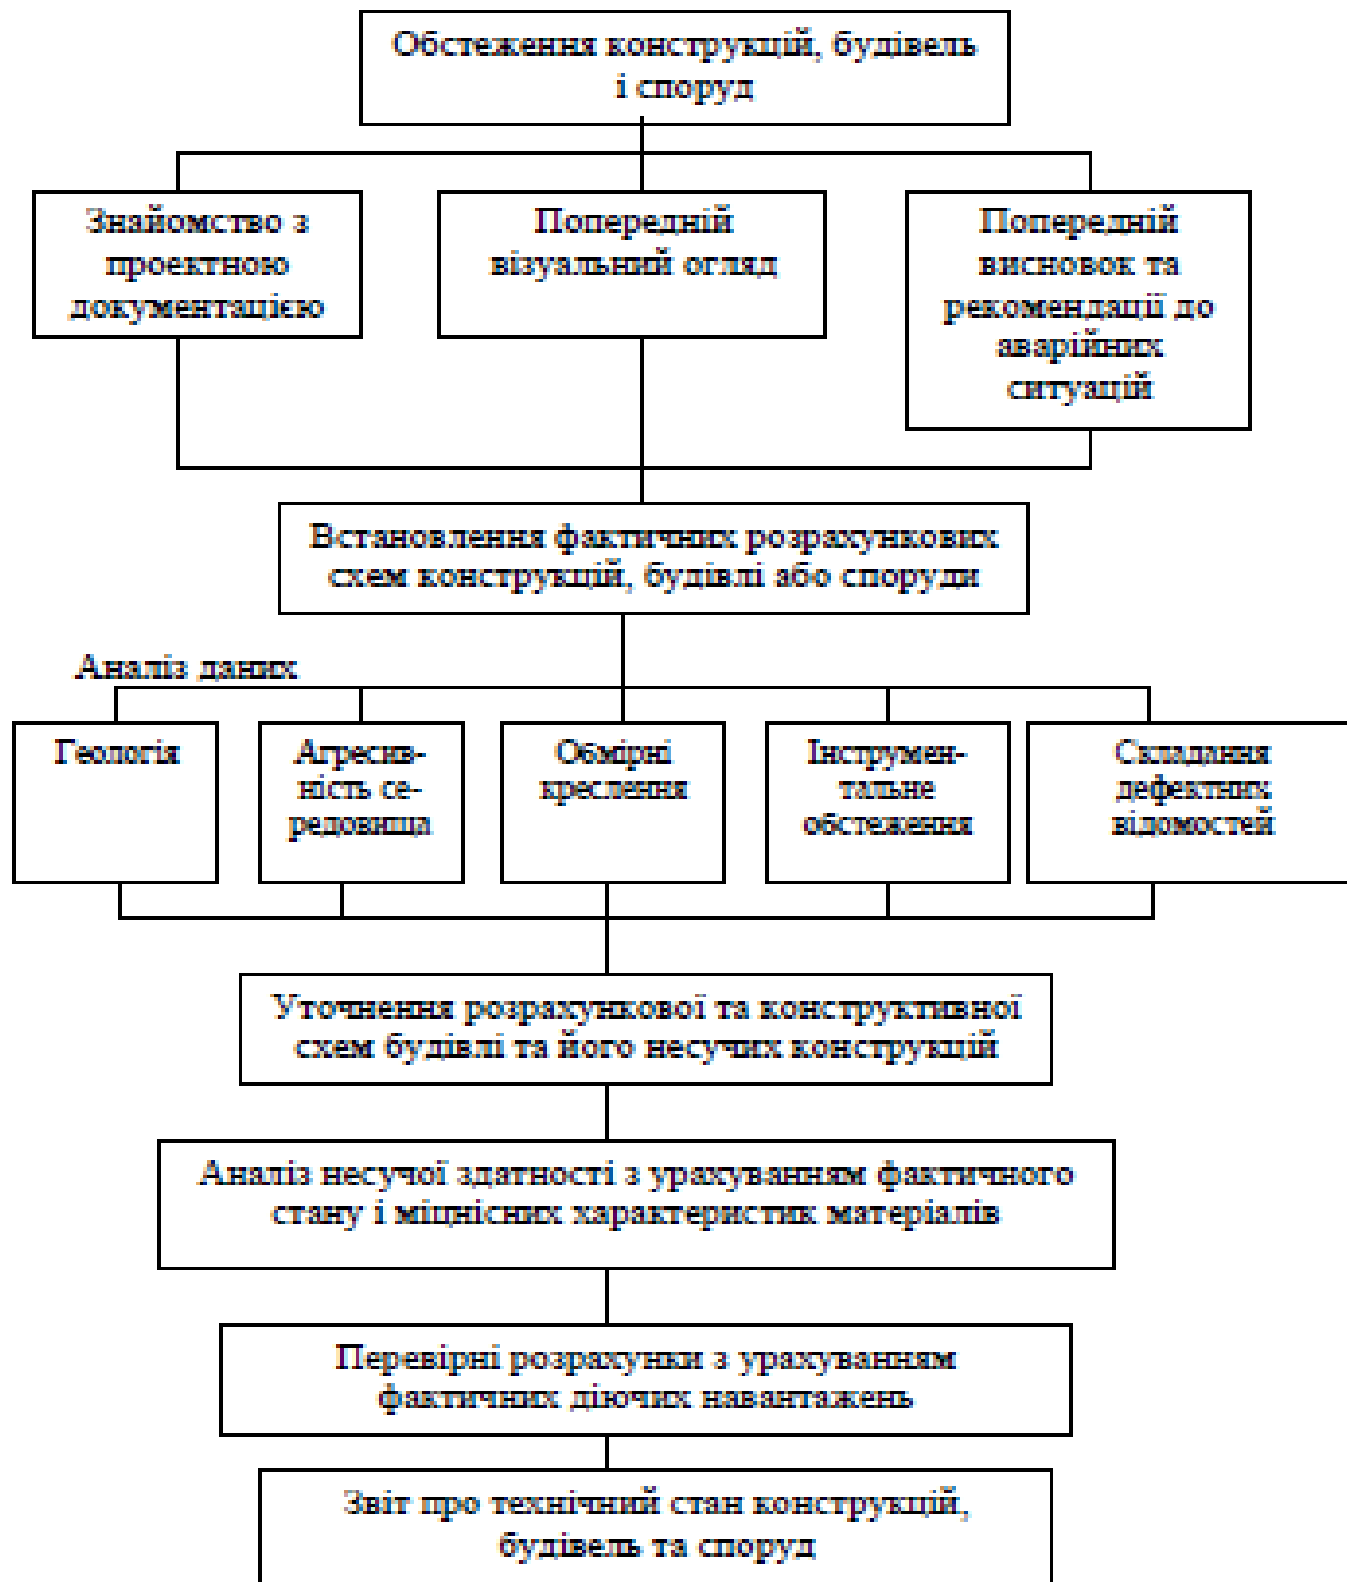 Обстеження конструкцій, будівель
і споруд
Знайомство з
проектною
документацією
Попередній
візуальний огляд
Попередній
висновок та
рекомендації до
аварійних
ситуацій
Встановлення фактичних розрахункових
схем конструкцій, будівлі або споруди
Аналіз даних
Геологія
Агресив-
ність се-
редовища
Обмірні
креслення
Інструмен-
тальне
обстеження
Складання
дефектних
відомостей
Уточнення розрахункової та конструктивної
схем будівлі та його несучих конструкцій
Аналіз несучої здатності з урахуванням фактичного
стану і міцнісних характеристик матеріалів
Перевірні розрахунки з урахуванням
фактичних діючих навантажень
Звіт про технічний стан конструкцій,
будівель та споруд